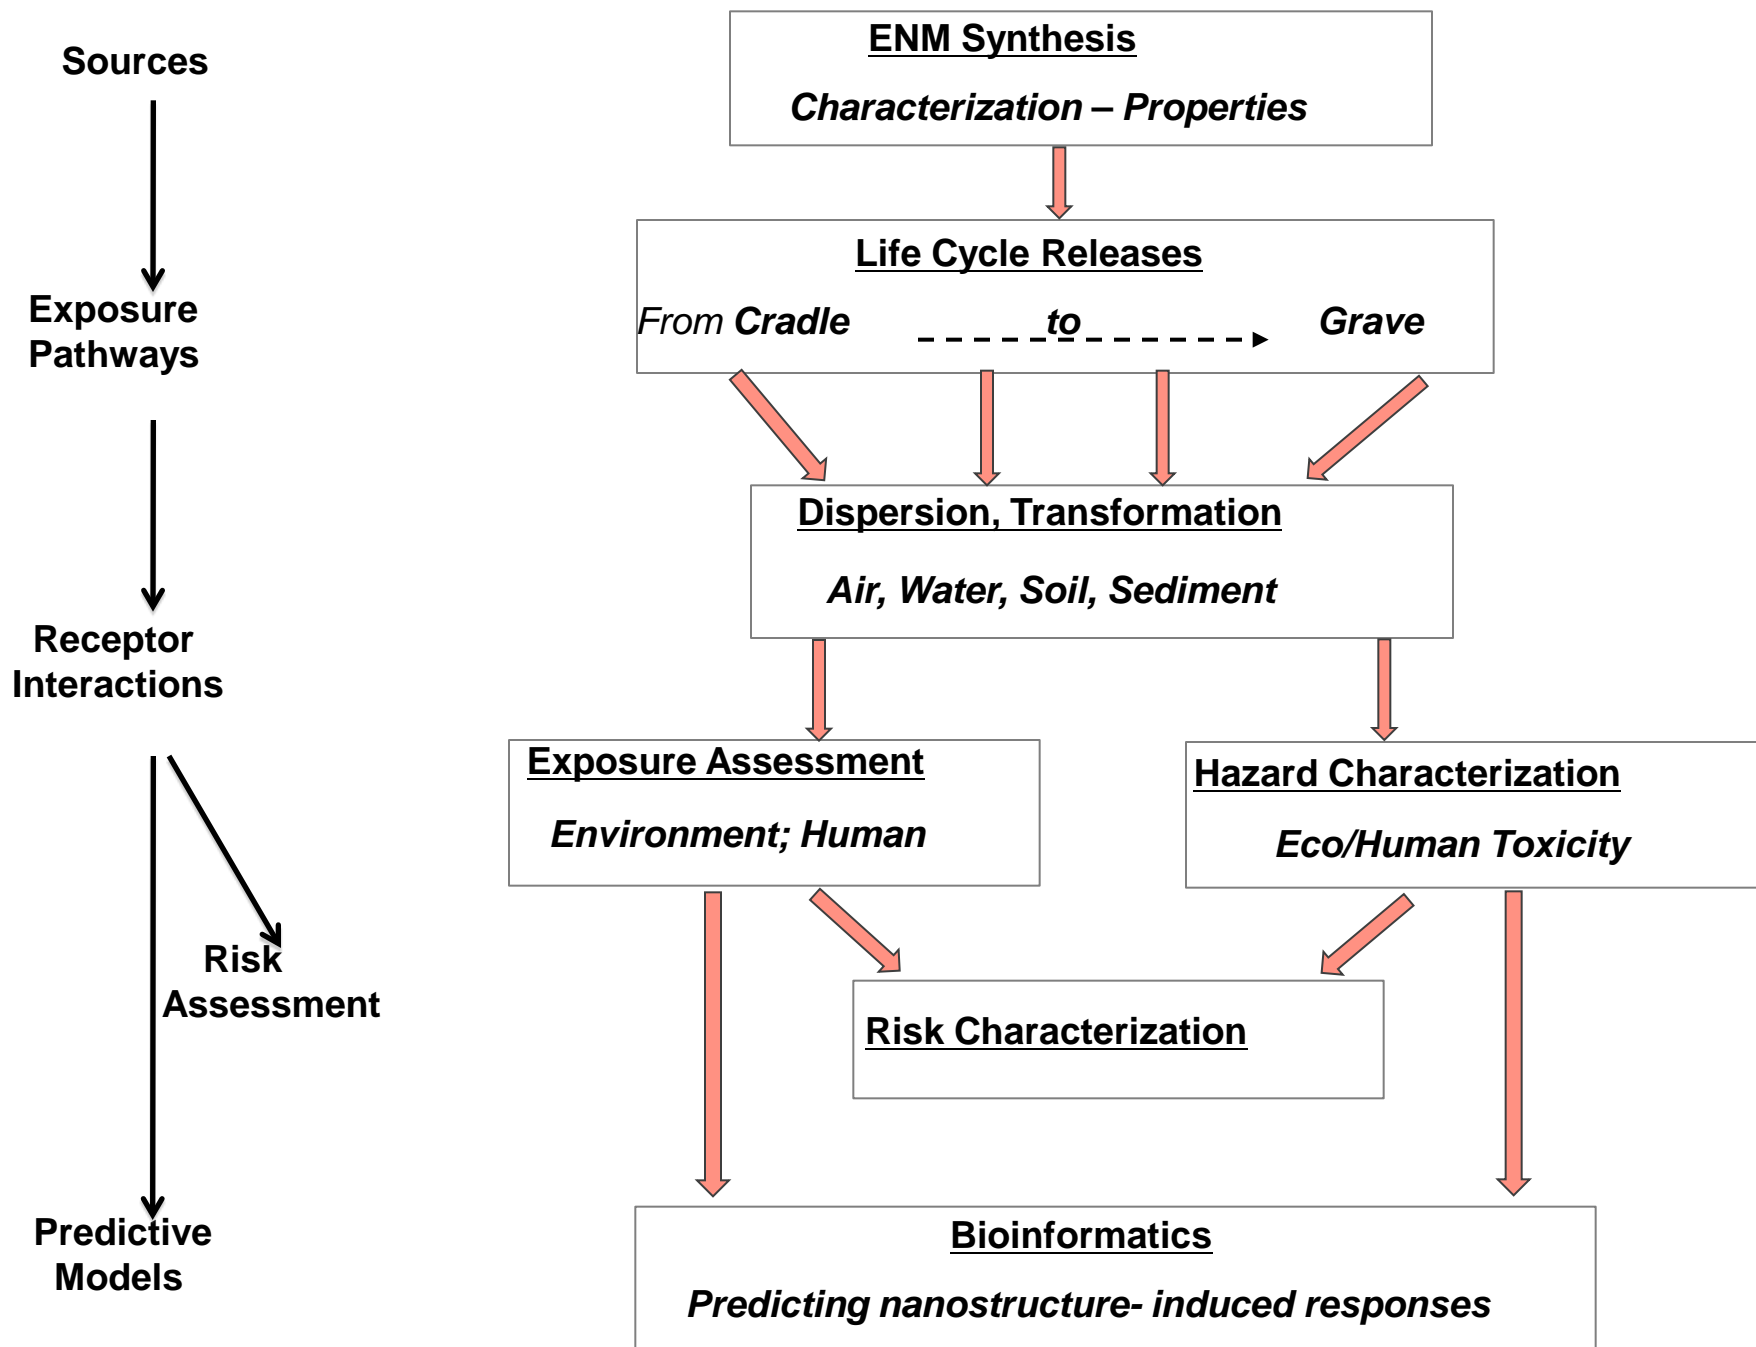 Sources
Exposure
Pathways
Receptor
Interactions
Risk
Assessment
Predictive
Models
ENM Synthesis
Characterization – Properties
Life Cycle Releases
From Cradle to Grave
Dispersion, Transformation
Air, Water, Soil, Sediment
Exposure Assessment
Environment; Human
Hazard Characterization
Eco/Human Toxicity
Risk Characterization
Bioinformatics
Predicting nanostructure- induced responses